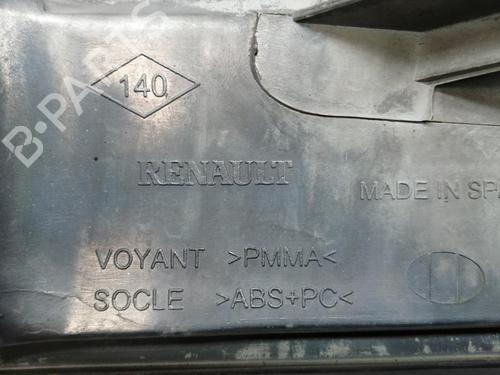 140
RENAULT
MADE IN SPA
VOYANT >PMMA<
SOCLE >ABS+PC<
B-PARTS